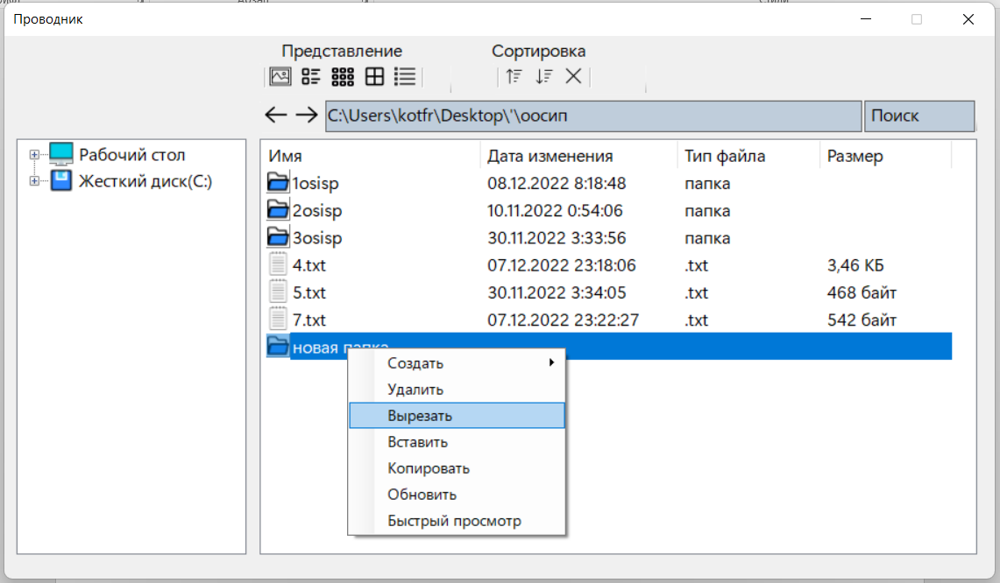 Проводник
Представление Сортировка
C:\Users\kotfr\Desktop\'\оосип Поиск
Рабочий стол
Жесткий диск(C:)
Имя Дата изменения Тип файла Размер
1osisp 08.12.2022 8:18:48 папка
2osisp 10.11.2022 0:54:06 папка
3osisp 30.11.2022 3:33:56 папка
4.txt 07.12.2022 23:18:06 .txt 3,46 КБ
5.txt 30.11.2022 3:34:05 .txt 468 байт
7.txt 07.12.2022 23:22:27 .txt 542 байт
новая папка
Создать
Удалить
Вырезать
Вставить
Копировать
Обновить
Быстрый просмотр